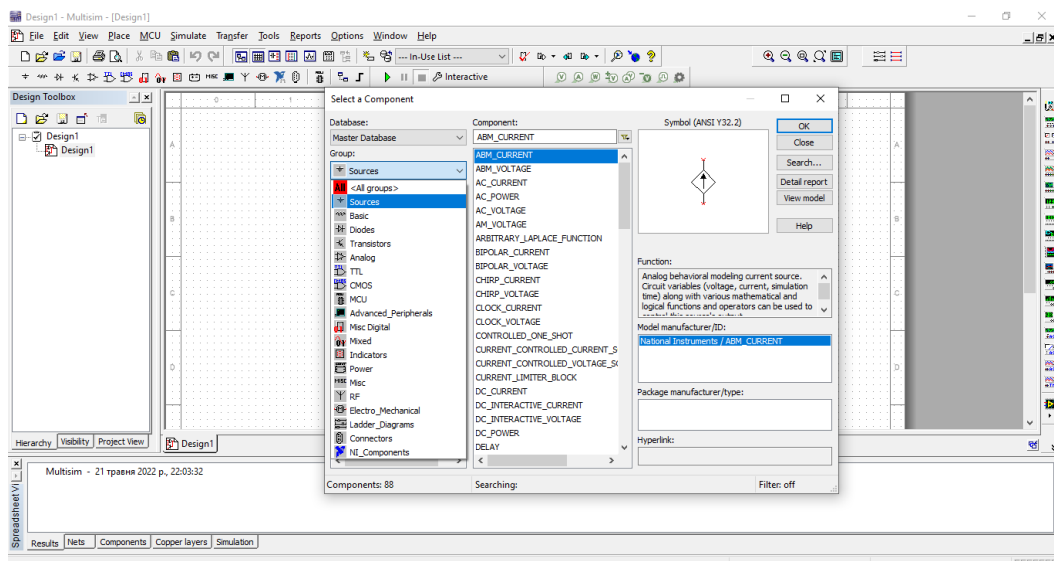 Design1 - Multisim - [Design1]
File Edit View Place MCU Simulate Transfer Tools Reports Options Window Help
--- In-Use List ---
Interactive
Design Toolbox
Design1
Design1
Hierarchy Visibility Project View
Design1
Select a Component
Database:
Master Database
Group:
Sources
<All groups>
Sources
Basic
Diodes
Transistors
Analog
TTL
CMOS
MCU
Advanced_Peripherals
Misc Digital
Mixed
Indicators
Power
Misc
RF
Electro_Mechanical
Ladder_Diagrams
Connectors
NI_Components
Component:
ABM_CURRENT
ABM_CURRENT
ABM_VOLTAGE
AC_CURRENT
AC_POWER
AC_VOLTAGE
AM_VOLTAGE
ARBITRARY_LAPLACE_FUNCTION
BIPOLAR_CURRENT
BIPOLAR_VOLTAGE
CHIRP_CURRENT
CHIRP_VOLTAGE
CLOCK_CURRENT
CLOCK_VOLTAGE
CONTROLLED_ONE_SHOT
CURRENT_CONTROLLED_CURRENT_S
CURRENT_CONTROLLED_VOLTAGE_SO
CURRENT_LIMITER_BLOCK
DC_CURRENT
DC_INTERACTIVE_CURRENT
DC_INTERACTIVE_VOLTAGE
DC_POWER
DELAY
Symbol (ANSI Y32.2)
OK
Close
Search...
Detail report
View model
Help
Function:
Analog behavioral modeling current source.
Circuit variables (voltage, current, simulation
time) along with various mathematical and
logical functions and operators can be used to
Model manufacturer/ID:
National Instruments / ABM_CURRENT
Package manufacturer/type:
Hyperlink:
Components: 88
Searching:
Filter: off
Multisim - 21 травня 2022 р., 22:03:32
Spreadsheet Vi
Results Nets Components Copper layers Simulation